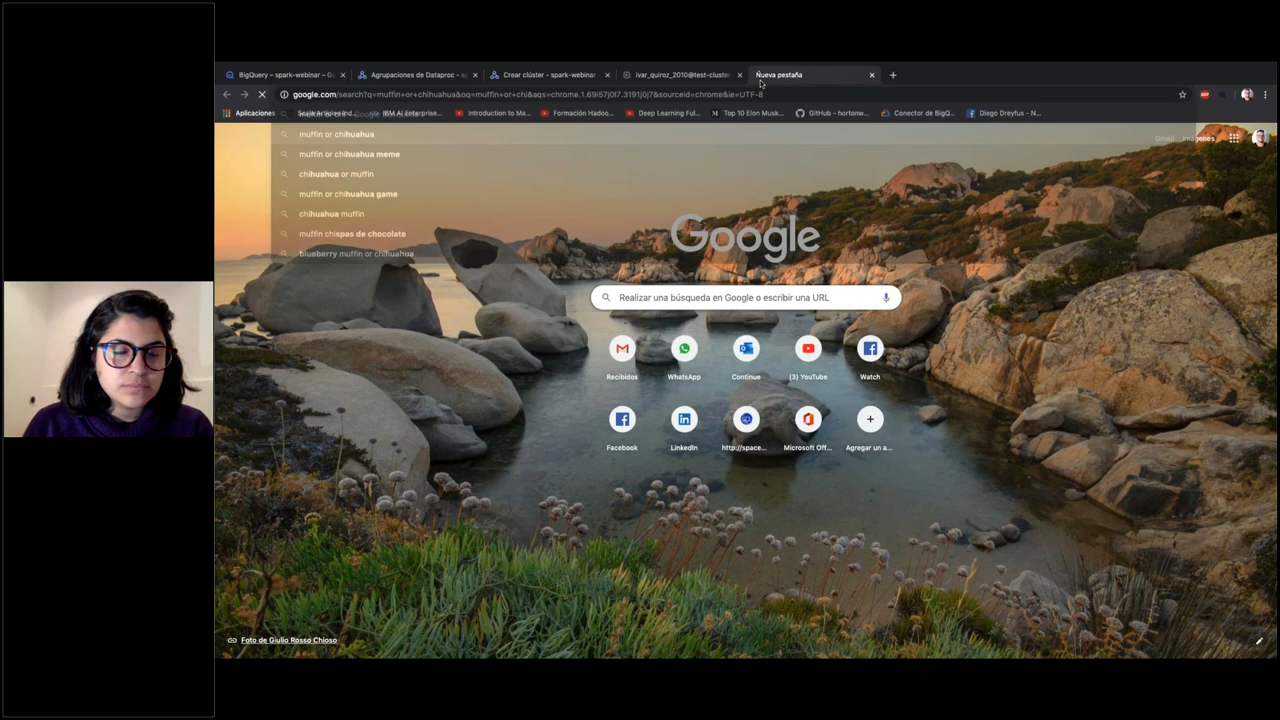 BigQuery – spark-webinar – G
Agrupaciones de Dataproc - s
Crear clúster - spark-webinar
ivar_quiroz_2010@test-cluster
Nueva pestaña
google.com/search?q=muffin+or+chihuahua&oq=muffin+or+chi&aqs=chrome.1.69i57j0l7.3191j0j7&sourceid=chrome&ie=UTF-8
Aplicaciones
IBM AI Enterprise...
Introduction to Ma...
Formación Hadoo...
Deep Learning Ful...
Top 10 Elon Musk...
GitHub - hortonw...
Conector de BigQ...
Diego Dreyfus - N...
muffin or chihuahua
muffin or chihuahua meme
chihuahua or muffin
muffin or chihuahua game
chihuahua muffin
muffin chispas de chocolate
blueberry muffin or chihuahua
Gmail Imágenes
Google
Realizar una búsqueda en Google o escribir una URL
Recibidos
WhatsApp
Continue
(3) YouTube
Watch
Facebook
LinkedIn
http://space...
Microsoft Off...
Agregar un a...
Foto de Giulio Rosso Chioso